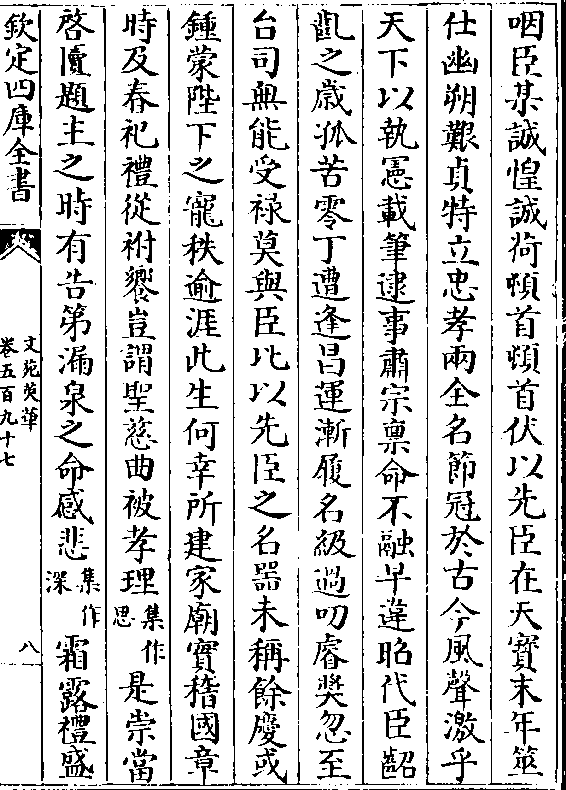 咽臣某誠惶誠荷頓首頓首伏以先臣在天寶末年筮
仕幽朔艱貞特立忠孝兩全名節冠於古今風聲激乎
天下以執憲載筆逮事肅宗禀命不融早違昭代臣齠
齓之歲孤苦零丁遭逢昌運漸履名級過叨睿奬忽至
台司無能受禄莫與臣比以先臣之名器未稱餘慶或
鍾蒙陛下之寵秩逾涯此生何幸所建家廟實稽國章
時及春祀禮從祔饗豈謂聖慈曲被孝理集作思是崇當
啓匵題主之時有告第漏泉之命感悲集作深霜露禮盛
欽定四庫全書
文苑英華
卷五百九十七
八